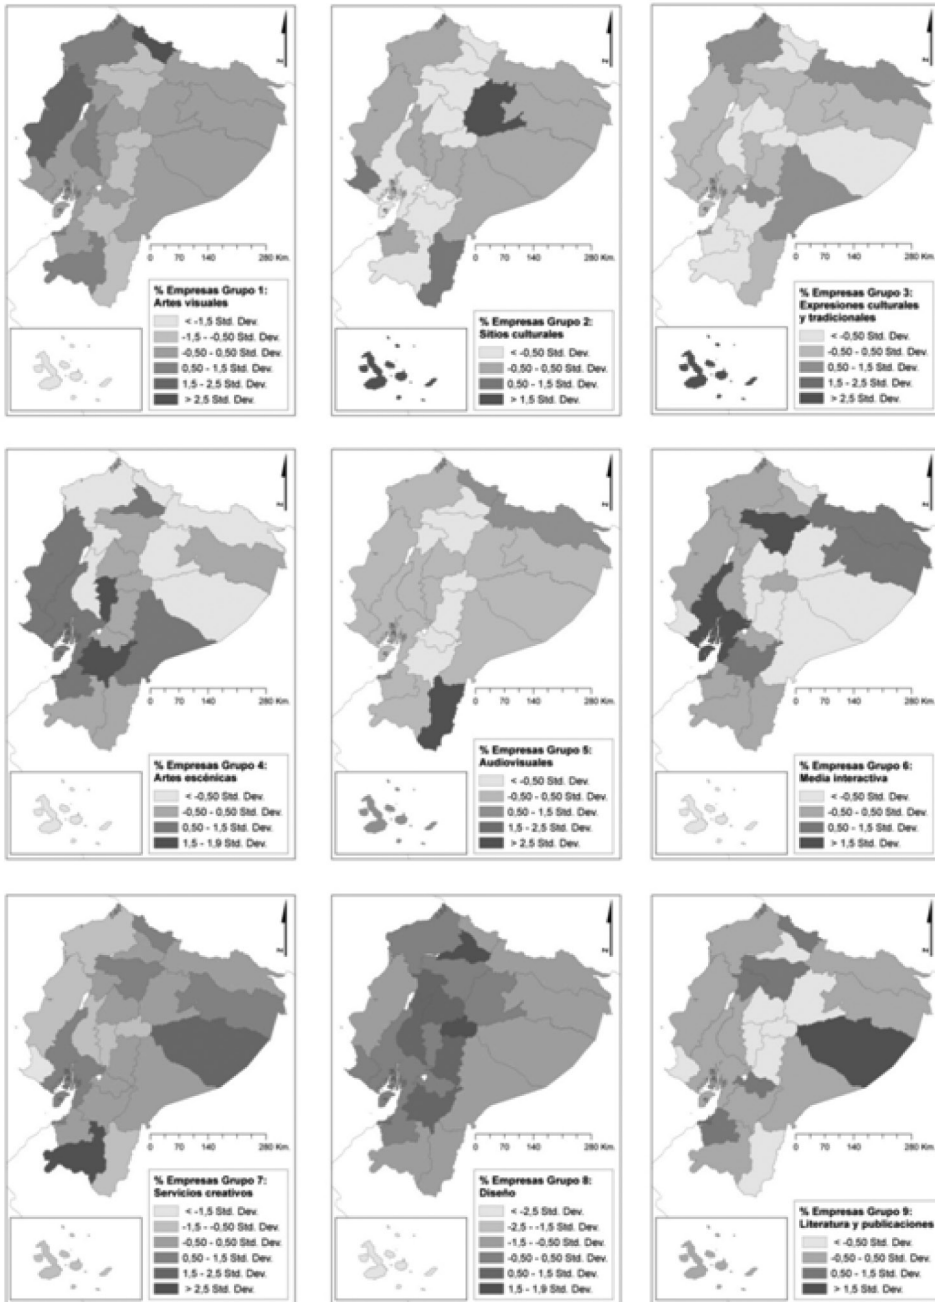 N
0 70 140 280 Km.
% Empresas Grupo 1:
Artes visuales
< -1,5 Std. Dev.
-1,5 - -0,50 Std. Dev.
-0,50 - 0,50 Std. Dev.
0,50 - 1,5 Std. Dev.
1,5 - 2,5 Std. Dev.
> 2,5 Std. Dev.
N
0 70 140 280 Km.
% Empresas Grupo 2:
Sitios culturales
< -0,50 Std. Dev.
-0,50 - 0,50 Std. Dev.
0,50 - 1,5 Std. Dev.
> 1,5 Std. Dev.
N
0 70 140 280 Km.
% Empresas Grupo 3:
Expresiones culturales
y tradicionales
< -0,50 Std. Dev.
-0,50 - 0,50 Std. Dev.
0,50 - 1,5 Std. Dev.
1,5 - 2,5 Std. Dev.
> 2,5 Std. Dev.
N
0 70 140 280 Km.
% Empresas Grupo 4:
Artes escénicas
< -0,50 Std. Dev.
-0,50 - 0,50 Std. Dev.
0,50 - 1,5 Std. Dev.
1,5 - 1,9 Std. Dev.
N
0 70 140 280 Km.
% Empresas Grupo 5:
Audiovisuales
< -0,50 Std. Dev.
-0,50 - 0,50 Std. Dev.
0,50 - 1,5 Std. Dev.
1,5 - 2,5 Std. Dev.
> 2,5 Std. Dev.
N
0 70 140 280 Km.
% Empresas Grupo 6:
Media interactiva
< -0,50 Std. Dev.
-0,50 - 0,50 Std. Dev.
0,50 - 1,5 Std. Dev.
> 1,5 Std. Dev.
N
0 70 140 280 Km.
% Empresas Grupo 7:
Servicios creativos
< -1,5 Std. Dev.
-1,5 - -0,50 Std. Dev.
-0,50 - 0,50 Std. Dev.
0,50 - 1,5 Std. Dev.
1,5 - 2,5 Std. Dev.
> 2,5 Std. Dev.
N
0 70 140 280 Km.
% Empresas Grupo 8:
Diseño
< -2,5 Std. Dev.
-2,5 - -1,5 Std. Dev.
-1,5 - -0,50 Std. Dev.
-0,50 - 0,50 Std. Dev.
0,50 - 1,5 Std. Dev.
1,5 - 1,9 Std. Dev.
N
0 70 140 280 Km.
% Empresas Grupo 9:
Literatura y publicaciones
< -0,50 Std. Dev.
-0,50 - 0,50 Std. Dev.
0,50 - 1,5 Std. Dev.
> 1,5 Std. Dev.